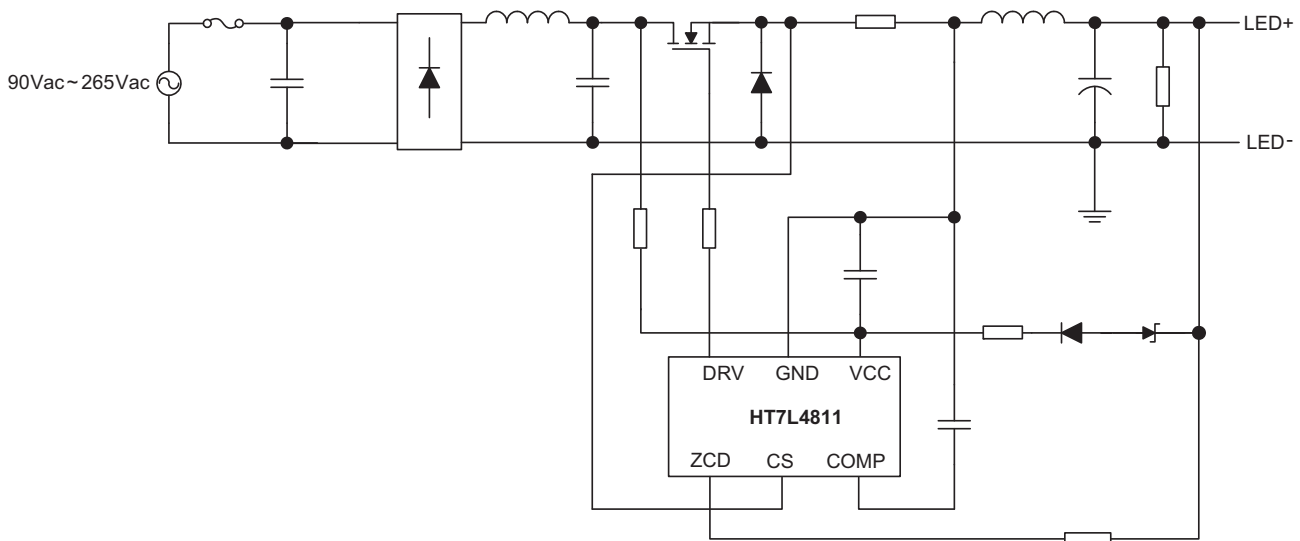 LED+
90Vac~265Vac
LED-
DRV GND VCC
HT7L4811
ZCD CS COMP